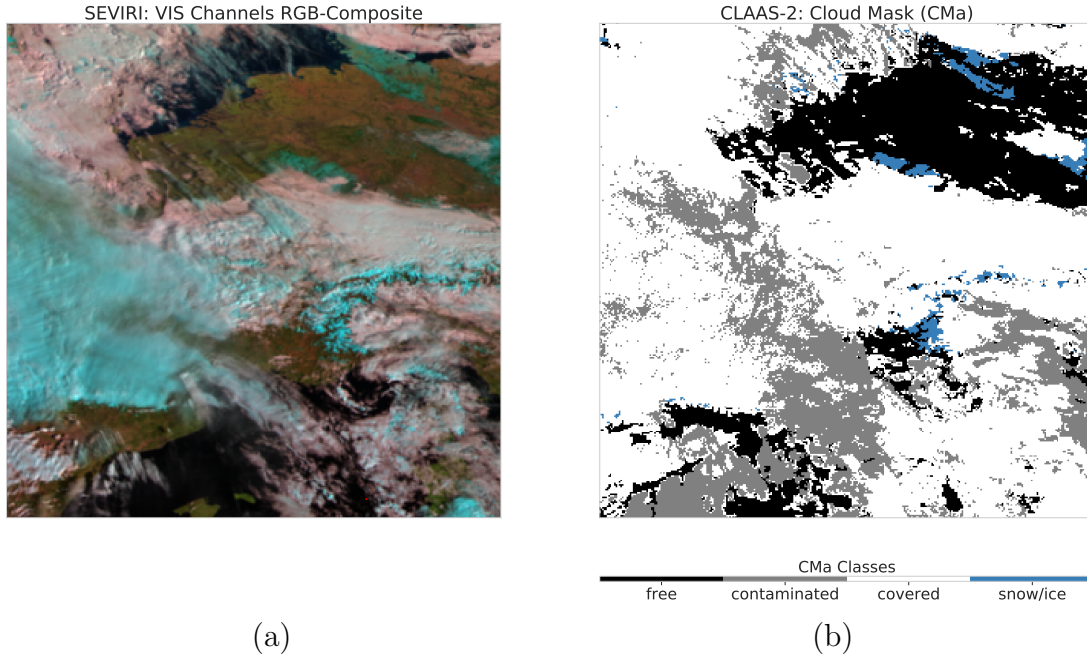 SEVIRI: VIS Channels RGB-Composite
CLAAS-2: Cloud Mask (CMa)
CMa Classes
free contaminated covered snow/ice
(a) (b)